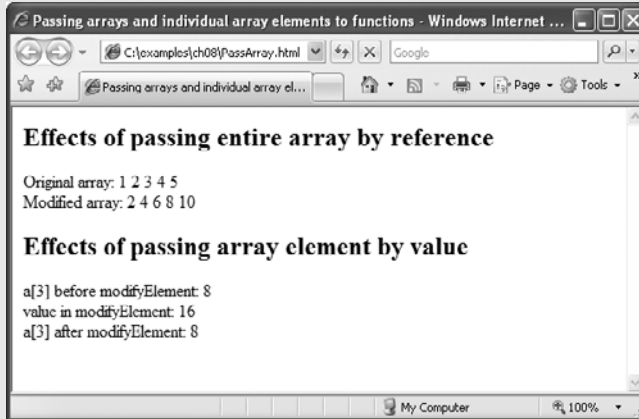 Passing arrays and individual array elements to functions - Windows Internet ...
C:\examples\ch08\PassArray.html
Google
Passing arrays and individual array el...
Page
Tools
»
Effects of passing entire array by reference
Original array: 1 2 3 4 5
Modified array: 2 4 6 8 10
Effects of passing array element by value
a[3] before modifyElement: 8
value in modifyElement: 16
a[3] after modifyElement: 8
My Computer
100%